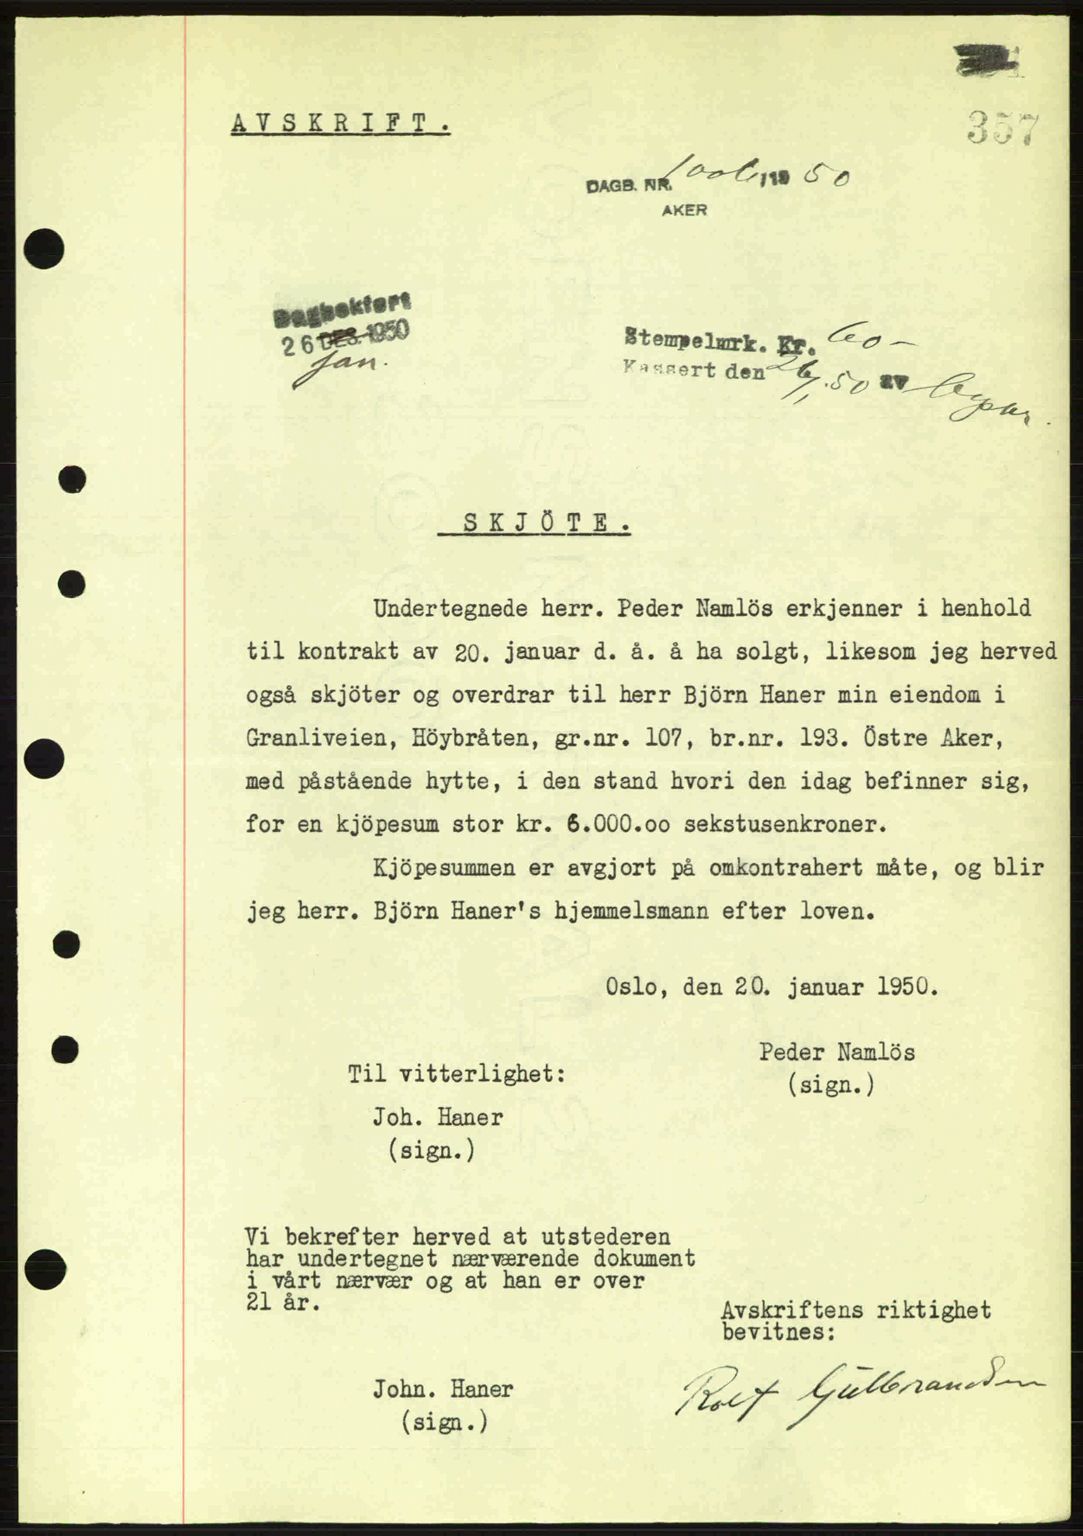 357
AVSKRIFT.
DAGB. NR. 1006/19 50
AKER
Dagbokført
26 DES. 1950
jan.
Stempelmrk. Kr. 60-
Kassert den 26/1.50 av
SKJÖTE.
Undertegnede herr. Peder Namlös erkjenner i henhold
til kontrakt av 20. januar d. å. å ha solgt, likesom jeg herved
også skjöter og overdrar til herr Björn Haner min eiendom i
Granliveien, Höybråten, gr.nr. 107, br.nr. 193. Östre Aker,
med påstående hytte, i den stand hvori den idag befinner sig,
for en kjöpesum stor kr. 6.000.oo sekstusenkroner.
Kjöpesummen er avgjort på omkontrahert måte, og blir
jeg herr. Björn Haner's hjemmelsmann efter loven.
Oslo, den 20. januar 1950.
Peder Namlös
(sign.)
Til vitterlighet:
Joh. Haner
(sign.)
Vi bekrefter herved at utstederen
har undertegnet nærværende dokument
i vårt nærvær og at han er over
21 år.
Avskriftens riktighet
bevitnes:
John. Haner
(sign.)
Rolf Gulbrandsen